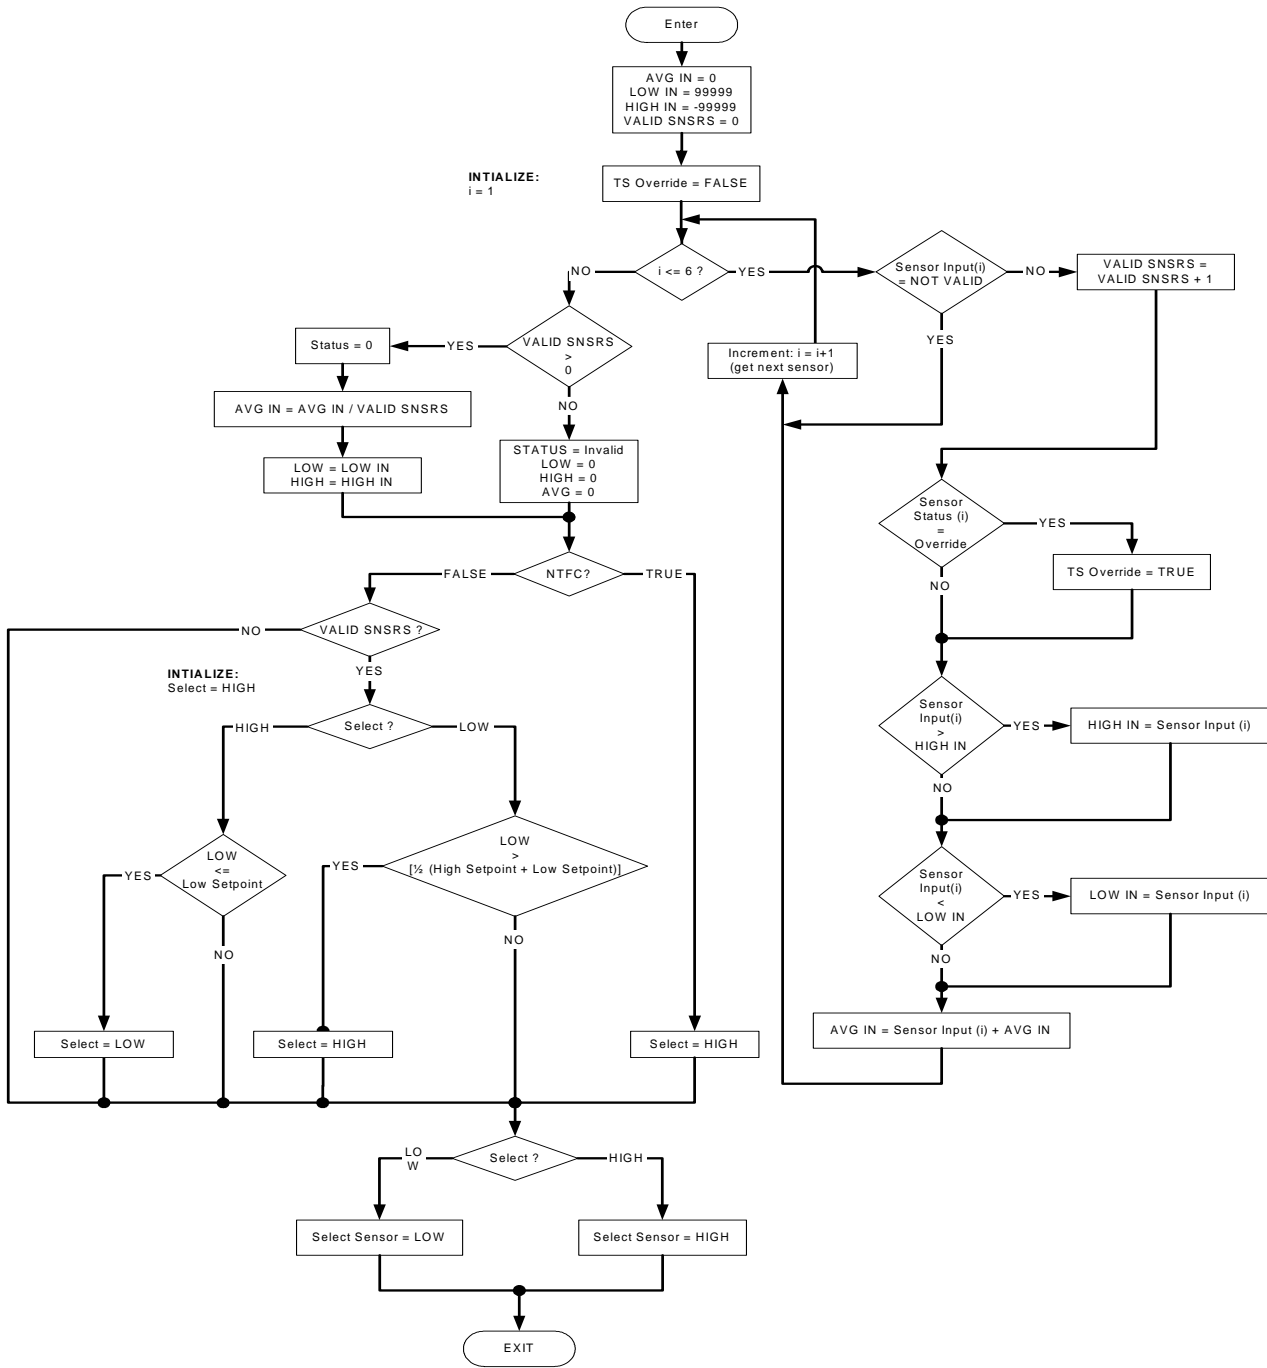 Enter
AVG IN = 0
LOW IN = 99999
HIGH IN = -99999
VALID SNSRS = 0
INTIALIZE:
i = 1
TS Override = FALSE
NO
i <= 6 ?
YES
Sensor Input(i)
= NOT VALID
NO
VALID SNSRS =
VALID SNSRS + 1
YES
Status = 0
YES
VALID SNSRS
>
0
Increment: i = i+1
(get next sensor)
NO
AVG IN = AVG IN / VALID SNSRS
STATUS = Invalid
LOW = 0
HIGH = 0
AVG = 0
LOW = LOW IN
HIGH = HIGH IN
Sensor
Status (i)
=
Override
YES
TS Override = TRUE
NO
FALSE
NTFC?
TRUE
NO
VALID SNSRS ?
YES
INTIALIZE:
Select = HIGH
HIGH
Select ?
LOW
Sensor
Input(i)
>
HIGH IN
YES
HIGH IN = Sensor Input (i)
NO
YES
LOW
<=
Low Setpoint
NO
YES
LOW
>
[½ (High Setpoint + Low Setpoint)]
NO
Sensor
Input(i)
<
LOW IN
YES
LOW IN = Sensor Input (i)
NO
AVG IN = Sensor Input (i) + AVG IN
Select = LOW
Select = HIGH
Select = HIGH
LO
W
Select ?
HIGH
Select Sensor = LOW
Select Sensor = HIGH
EXIT